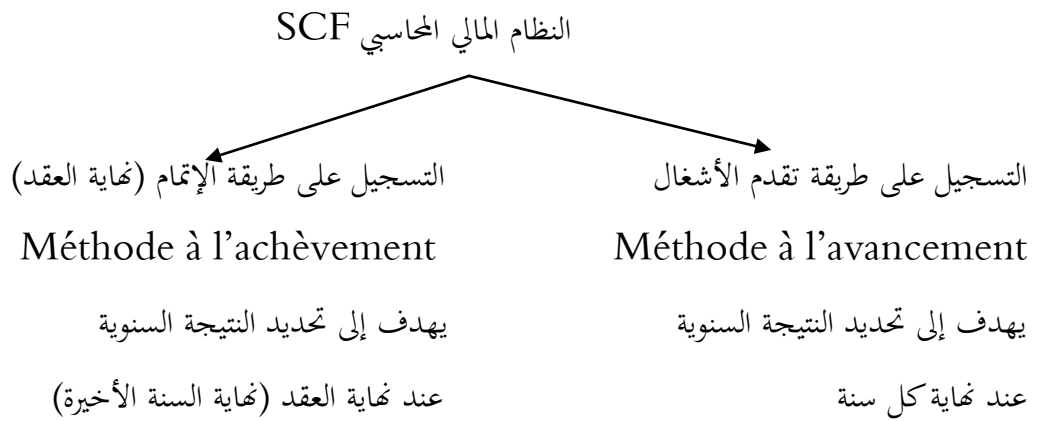 النظام المالي المحاسبي SCF
التسجيل على طريقة تقدم الأشغال
التسجيل على طريقة الإتمام (نهاية العقد)
Méthode à l'avancement
Méthode à l'achèvement
يهدف إلى تحديد النتيجة السنوية
يهدف إلى تحديد النتيجة السنوية
عند نهاية كل سنة
عند نهاية العقد (نهاية السنة الأخيرة)